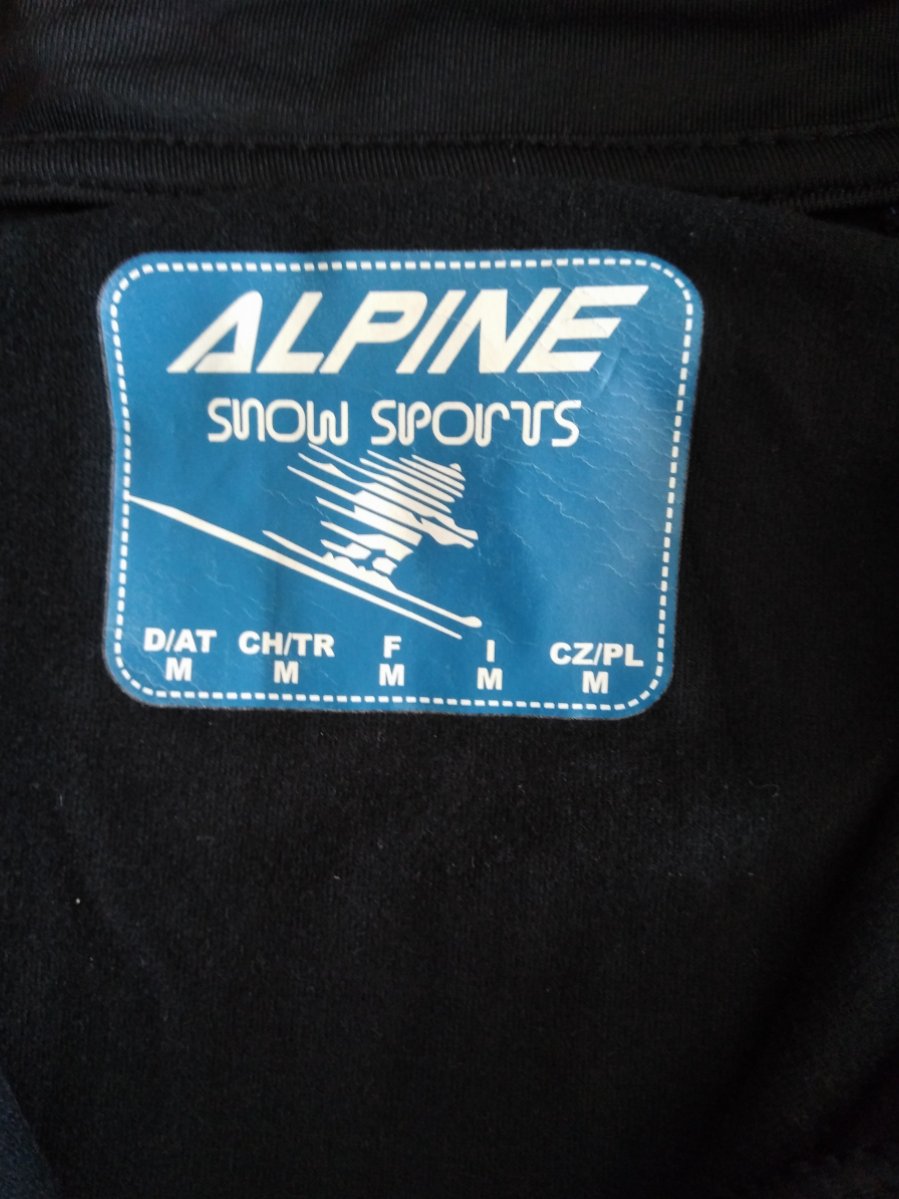 ALPINE
SNOW SPORTS
D/AT CH/TR F I CZ/PL
M M M M M